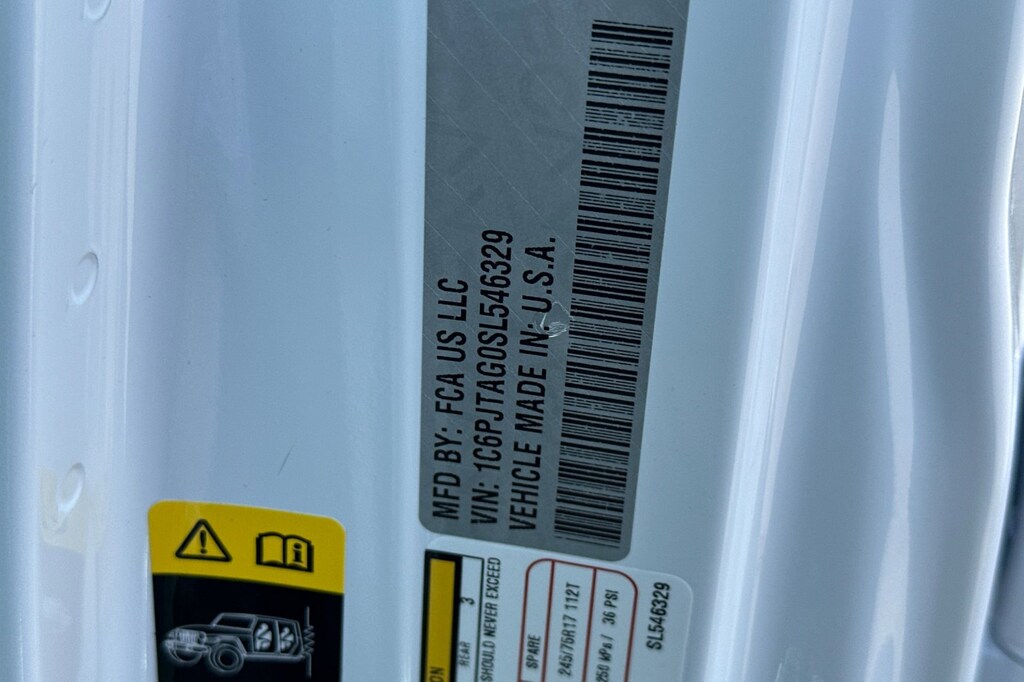 MFD BY: FCA US LLC
VIN: 1C6PJTAG0SL546329
VEHICLE MADE IN: U.S.A.
ON
REAR 3
SHOULD NEVER EXCEED
SPARE
245/75R17 112T
250 kPa / 36 PSI
SL546329